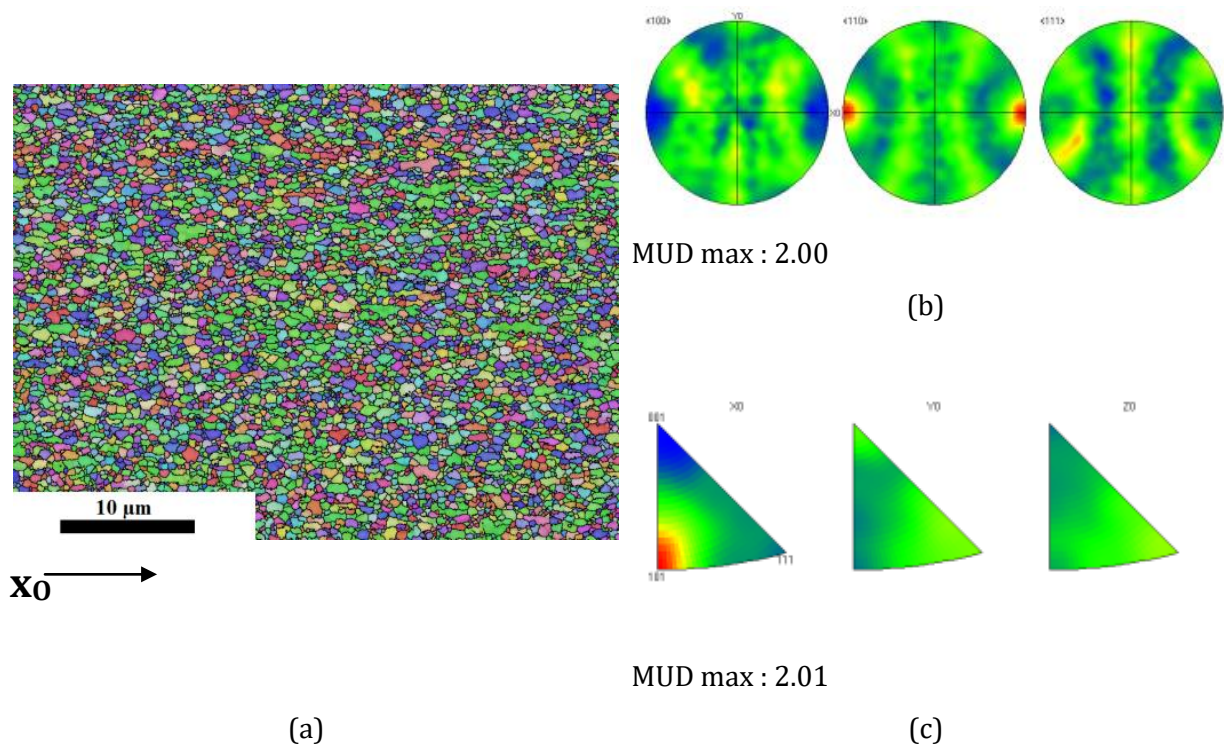 10 μm
X0
(a)
<100>
Y0
<110>
<111>
X0
MUD max : 2.00
(b)
X0
Y0
Z0
001
101
111
MUD max : 2.01
(c)